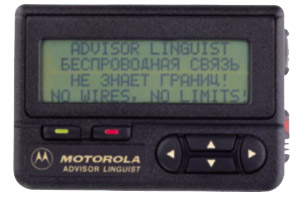 ADVISOR LINGUIST
БЕСПРОВОДНАЯ СВЯЗЬ
НЕ ЗНАЕТ ГРАНИЦ!
NO WIRES, NO LIMITS!
MOTOROLA
ADVISOR LINGUIST